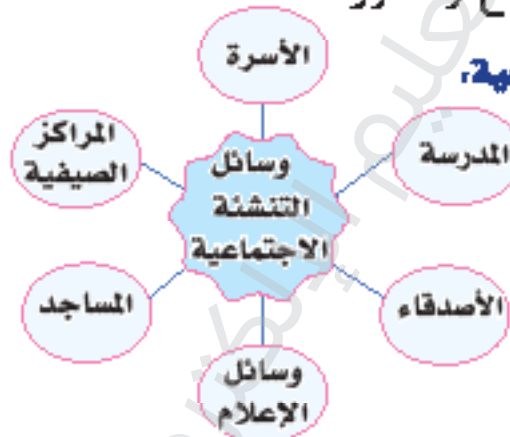 الأسرة
المدرسة
المراكز
الصيفية
وسائل
التنشئة
الاجتماعية
الأصدقاء
المساجد
وسائل
الإعلام